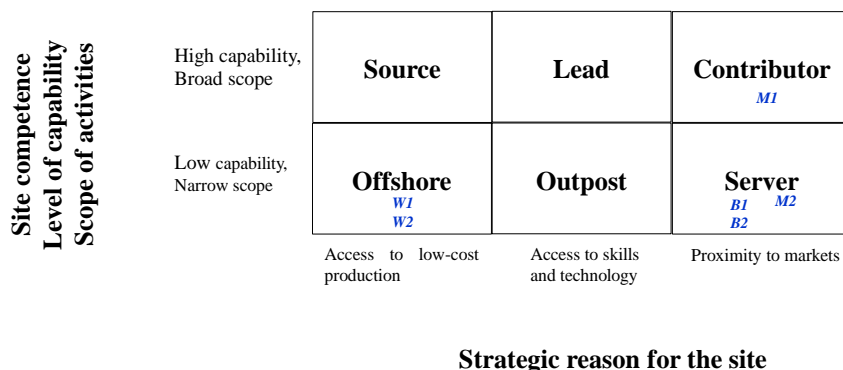 Site competence
Level of capability
Scope of activities
High capability,
Broad scope
Source
Lead
Contributor
M1
Low capability,
Narrow scope
Offshore
W1
W2
Outpost
Server
B1 M2
B2
Access to low-cost
production
Access to skills
and technology
Proximity to markets
Strategic reason for the site